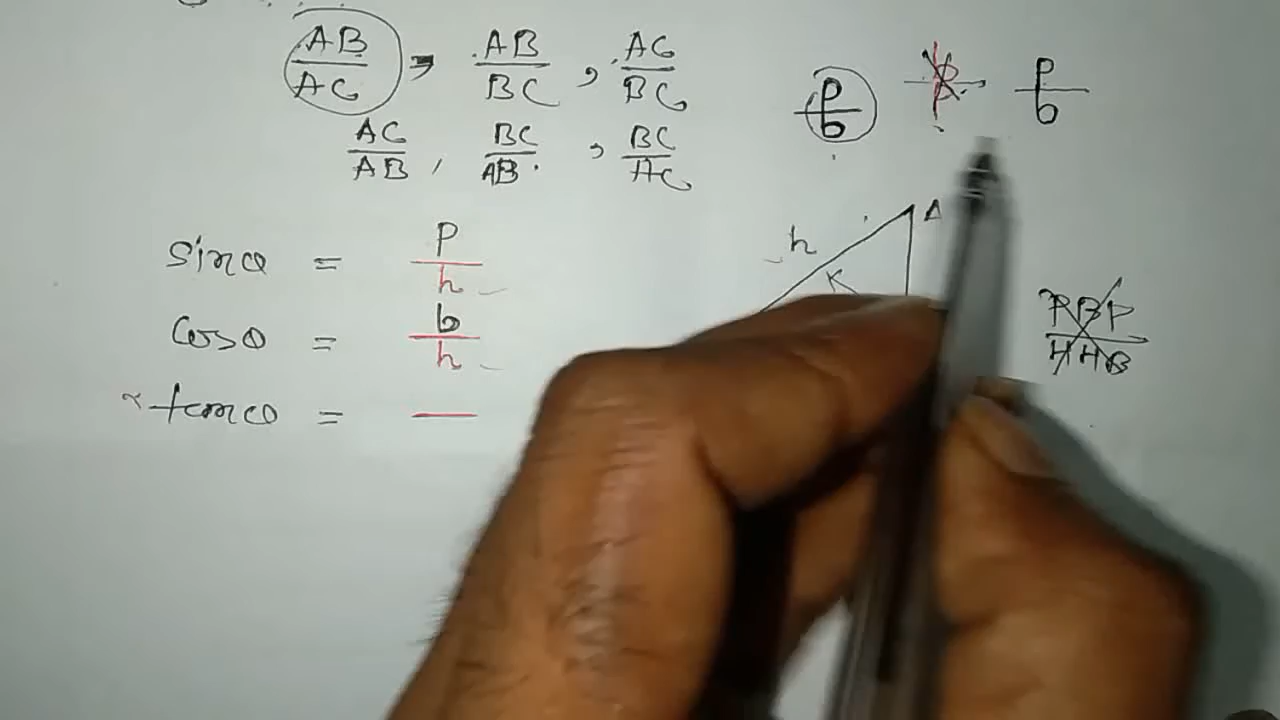 AB/AC, AB/BC, AC/BC
AC/AB, BC/AB, BC/AC
p/b p/b
sinθ = p/h
cosθ = b/h
tanθ = —
h A
K
PBP
HHB